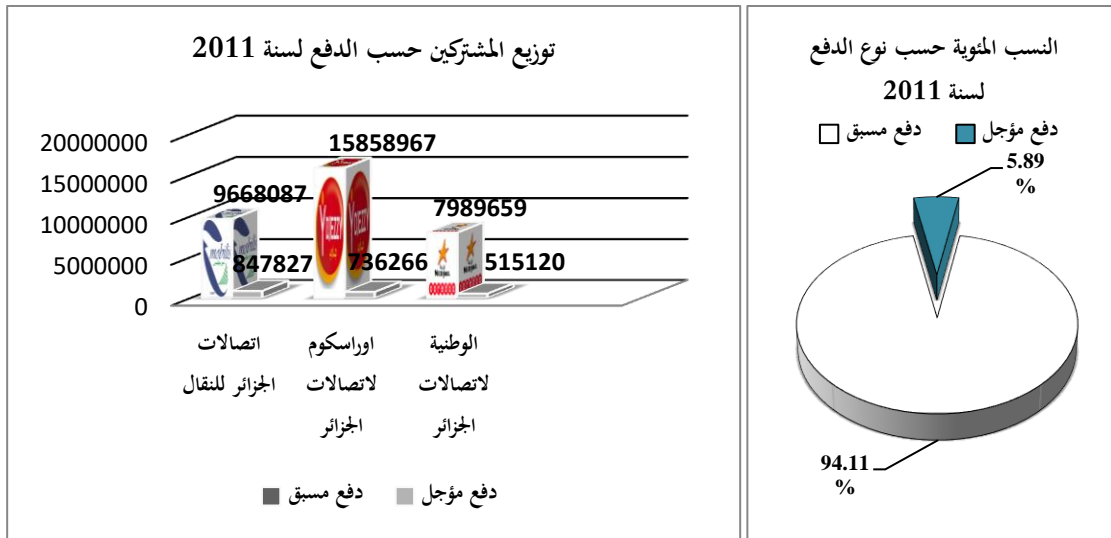 توزيع المشتركين حسب الدفع لسنة 2011
20000000
15000000
10000000
5000000
0
9668087
847827
15858967
736266
7989659
515120
اتصالات
الجزائر للنقال
اوراسكوم
لاتصالات
الجزائر
الوطنية
لاتصالات
الجزائر
دفع مسبق
دفع مؤجل
النسب المئوية حسب نوع الدفع
لسنة 2011
دفع مسبق
دفع مؤجل
5.89
%
94.11
%